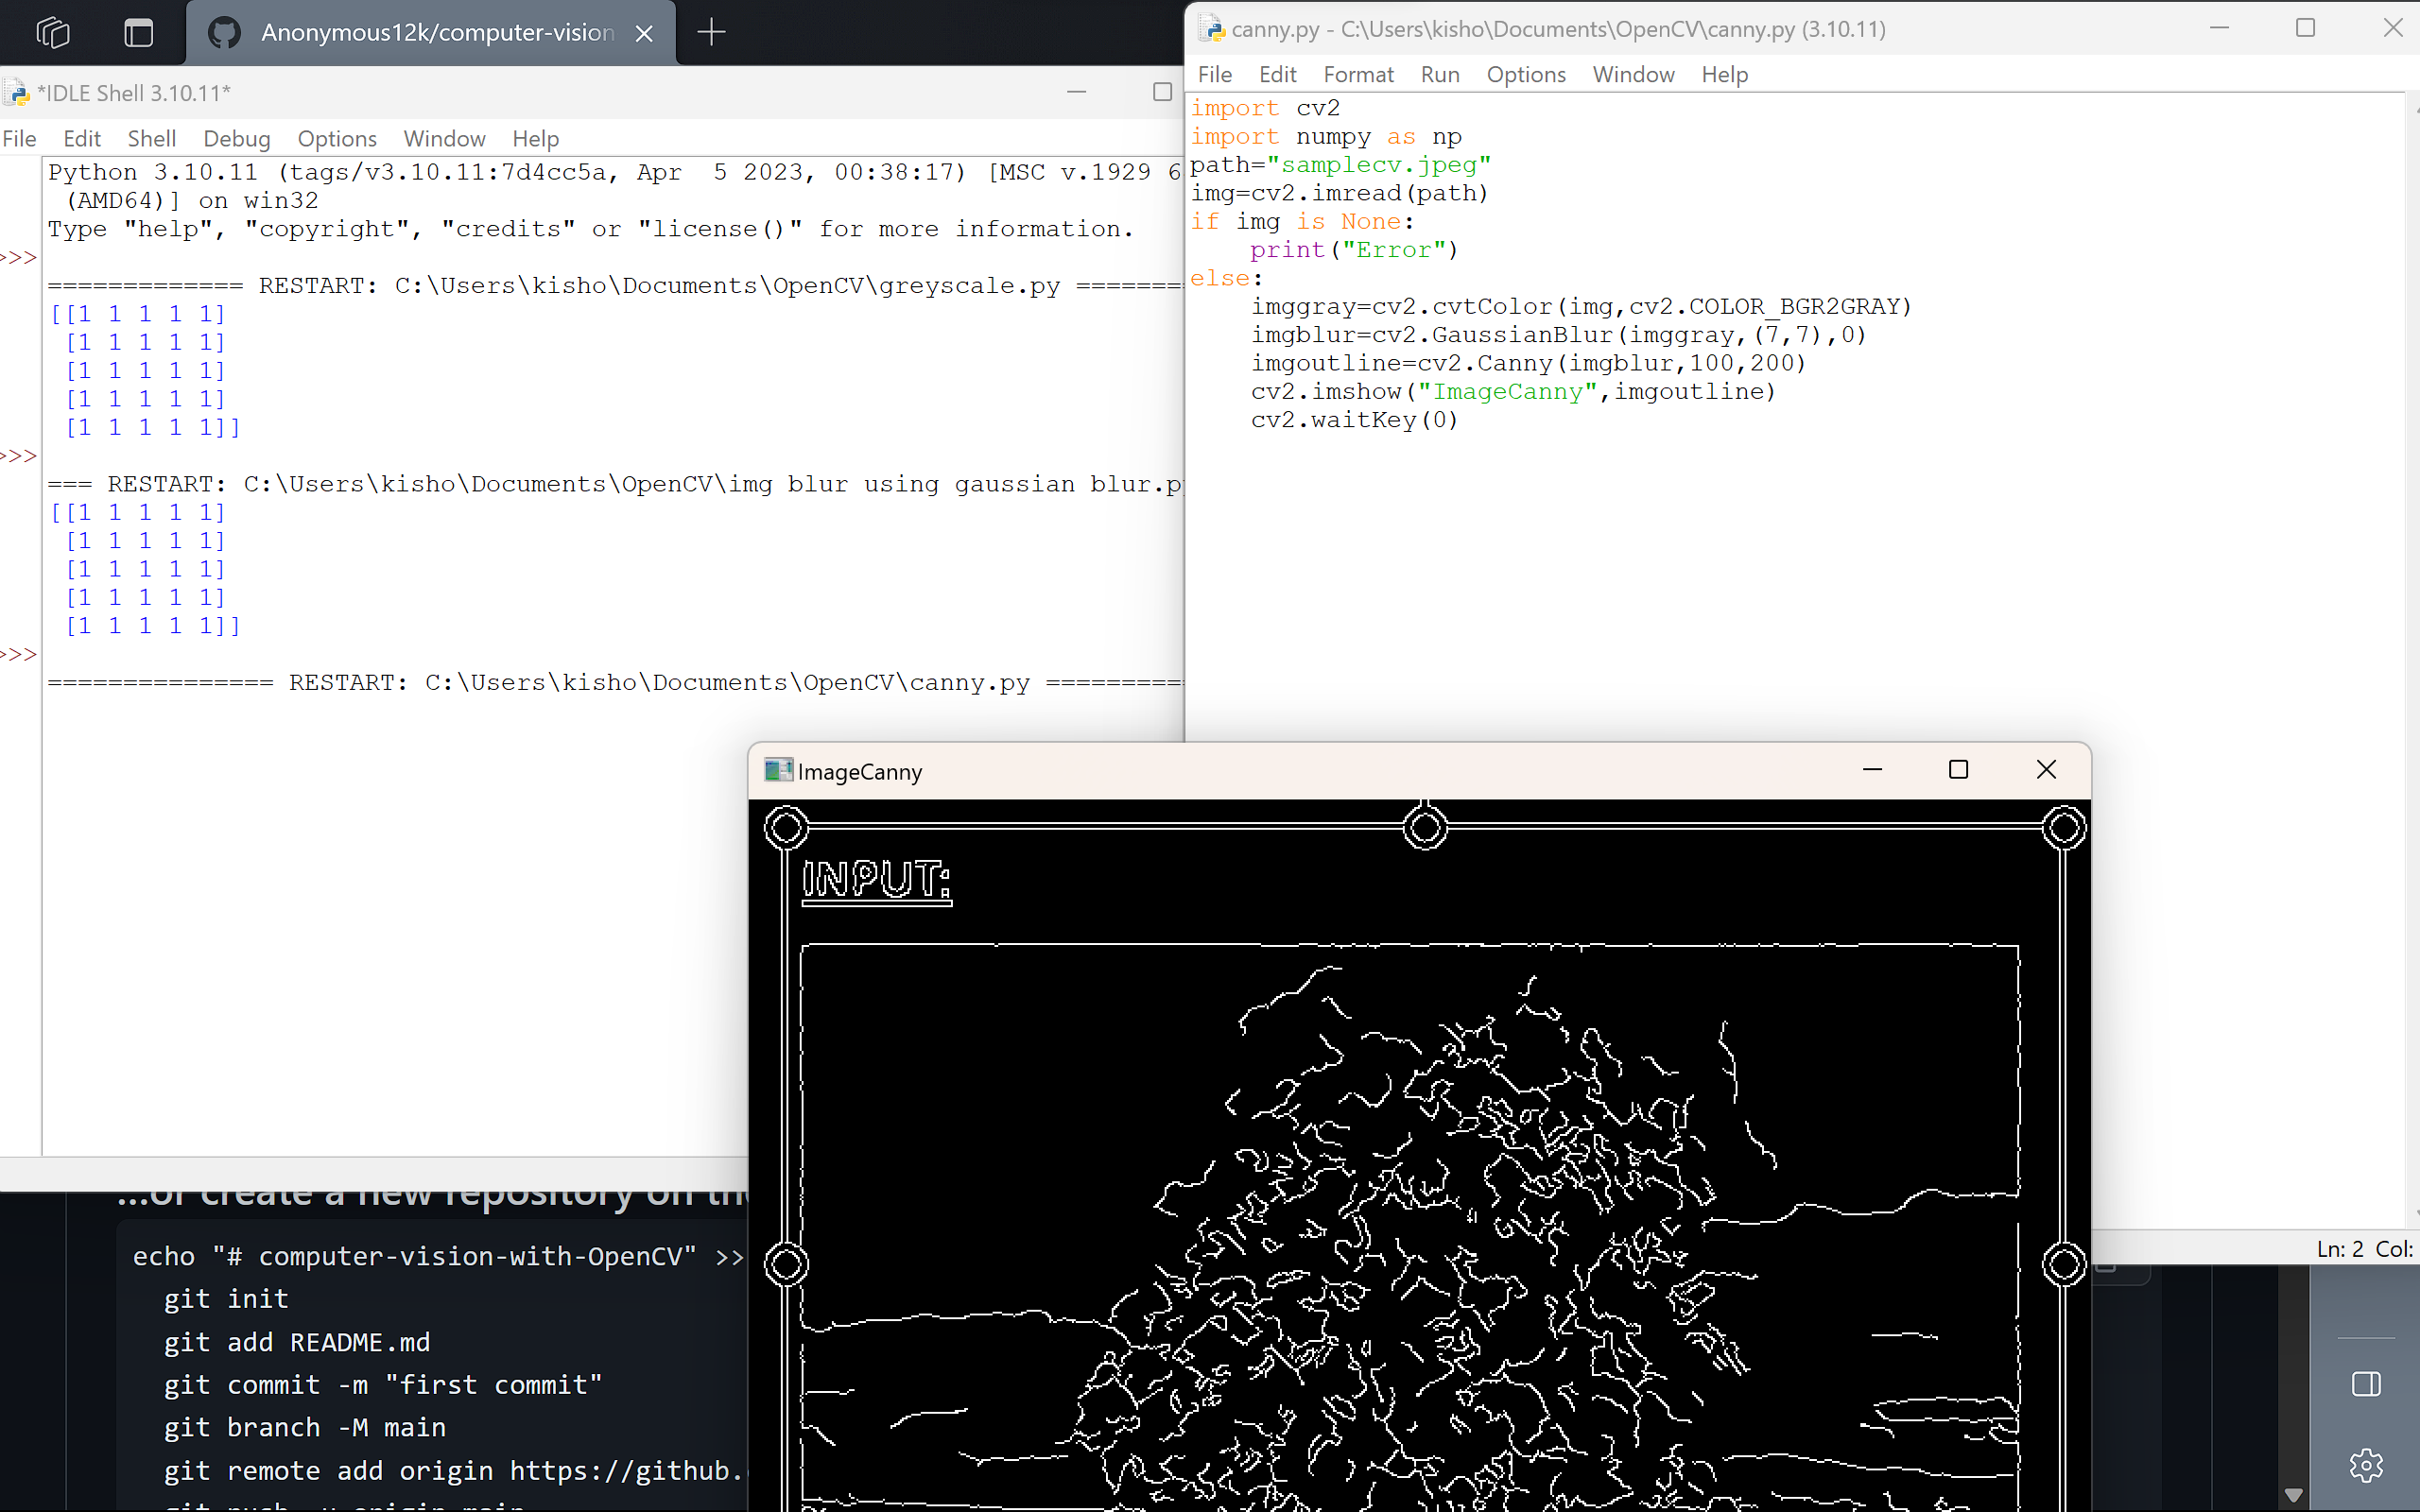 Anonymous12k/computer-vision
*IDLE Shell 3.10.11*
File Edit Shell Debug Options Window Help
Python 3.10.11 (tags/v3.10.11:7d4cc5a, Apr  5 2023, 00:38:17) [MSC v.1929 6
(AMD64)] on win32
Type "help", "copyright", "credits" or "license()" for more information.
>>>
============= RESTART: C:\Users\kisho\Documents\OpenCV\greyscale.py ========
[[1 1 1 1 1]
[1 1 1 1 1]
[1 1 1 1 1]
[1 1 1 1 1]
[1 1 1 1 1]]
>>>
=== RESTART: C:\Users\kisho\Documents\OpenCV\img blur using gaussian blur.p
[[1 1 1 1 1]
[1 1 1 1 1]
[1 1 1 1 1]
[1 1 1 1 1]
[1 1 1 1 1]]
>>>
=============== RESTART: C:\Users\kisho\Documents\OpenCV\canny.py ==========
canny.py - C:\Users\kisho\Documents\OpenCV\canny.py (3.10.11)
File Edit Format Run Options Window Help
import cv2
import numpy as np
path="samplecv.jpeg"
img=cv2.imread(path)
if img is None:
    print("Error")
else:
    imggray=cv2.cvtColor(img,cv2.COLOR_BGR2GRAY)
    imgblur=cv2.GaussianBlur(imggray,(7,7),0)
    imgoutline=cv2.Canny(imgblur,100,200)
    cv2.imshow("ImageCanny",imgoutline)
    cv2.waitKey(0)
Ln: 2 Col:
ImageCanny
INPUT:
...or create a new repository on the
echo "# computer-vision-with-OpenCV" >>
git init
git add README.md
git commit -m "first commit"
git branch -M main
git remote add origin https://github.
git push -u origin main